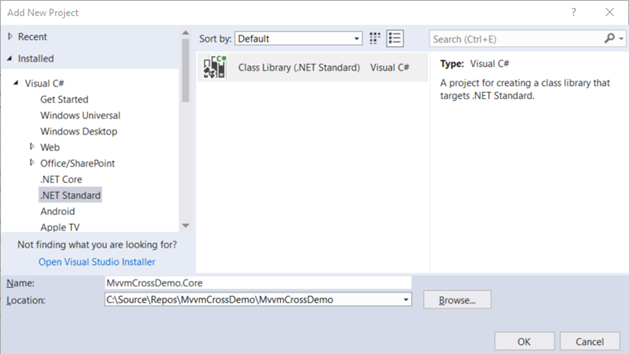 Add New Project
? ×
Recent
Installed
Sort by: Default
Search (Ctrl+E)
Visual C#
Get Started
Windows Universal
Windows Desktop
Web
Office/SharePoint
.NET Core
.NET Standard
Android
Apple TV
Class Library (.NET Standard) Visual C#
Type: Visual C#
A project for creating a class library that
targets .NET Standard.
Not finding what you are looking for?
Open Visual Studio Installer
Name: MvvmCrossDemo.Core
Location: C:\Source\Repos\MvvmCrossDemo\MvvmCrossDemo
Browse...
OK Cancel